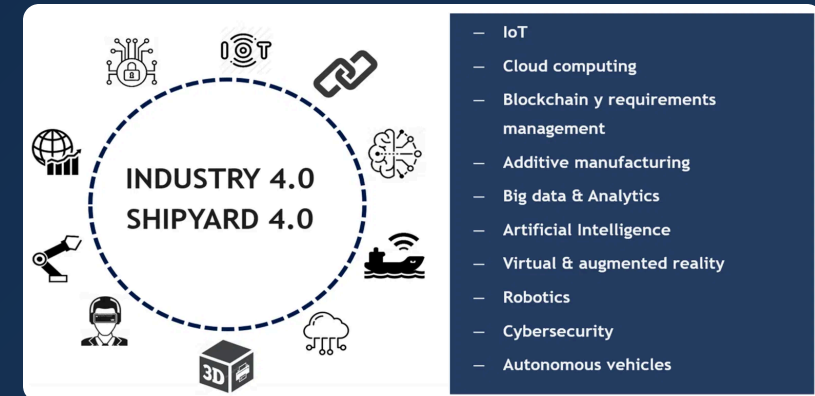 IOT
INDUSTRY 4.0
SHIPYARD 4.0
3D
— IoT
— Cloud computing
— Blockchain y requirements
management
— Additive manufacturing
— Big data & Analytics
— Artificial Intelligence
— Virtual & augmented reality
— Robotics
— Cybersecurity
— Autonomous vehicles